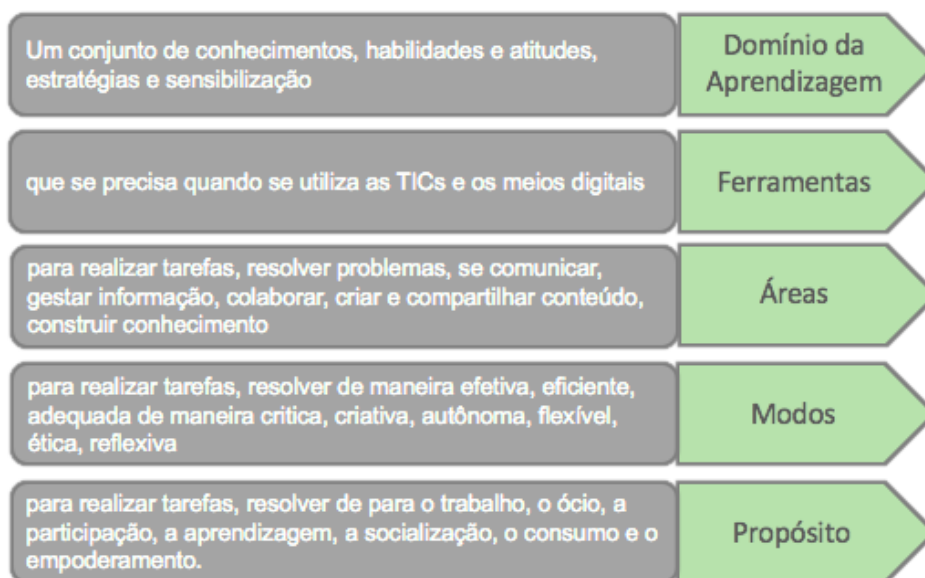 Um conjunto de conhecimentos, habilidades e atitudes,
estratégias e sensibilização
Domínio da
Aprendizagem
que se precisa quando se utiliza as TICs e os meios digitais
Ferramentas
para realizar tarefas, resolver problemas, se comunicar,
gestar informação, colaborar, criar e compartilhar conteúdo,
construir conhecimento
Áreas
para realizar tarefas, resolver de maneira efetiva, eficiente,
adequada de maneira critica, criativa, autônoma, flexível,
ética, reflexiva
Modos
para realizar tarefas, resolver de para o trabalho, o ócio, a
participação, a aprendizagem, a socialização, o consumo e o
empoderamento.
Propósito